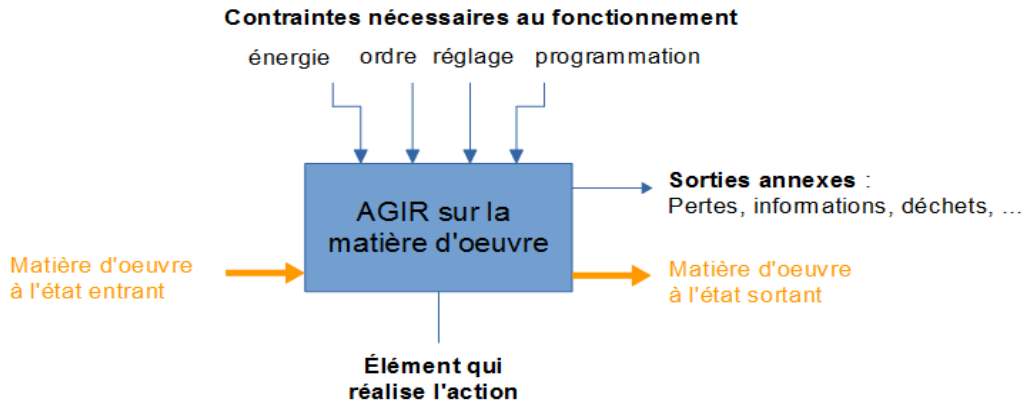 Contraintes nécessaires au fonctionnement
énergie ordre réglage programmation
AGIR sur la
matière d'oeuvre
Sorties annexes :
Pertes, informations, déchets, ...
Matière d'oeuvre
à l'état entrant
Matière d'oeuvre
à l'état sortant
Élément qui
réalise l'action